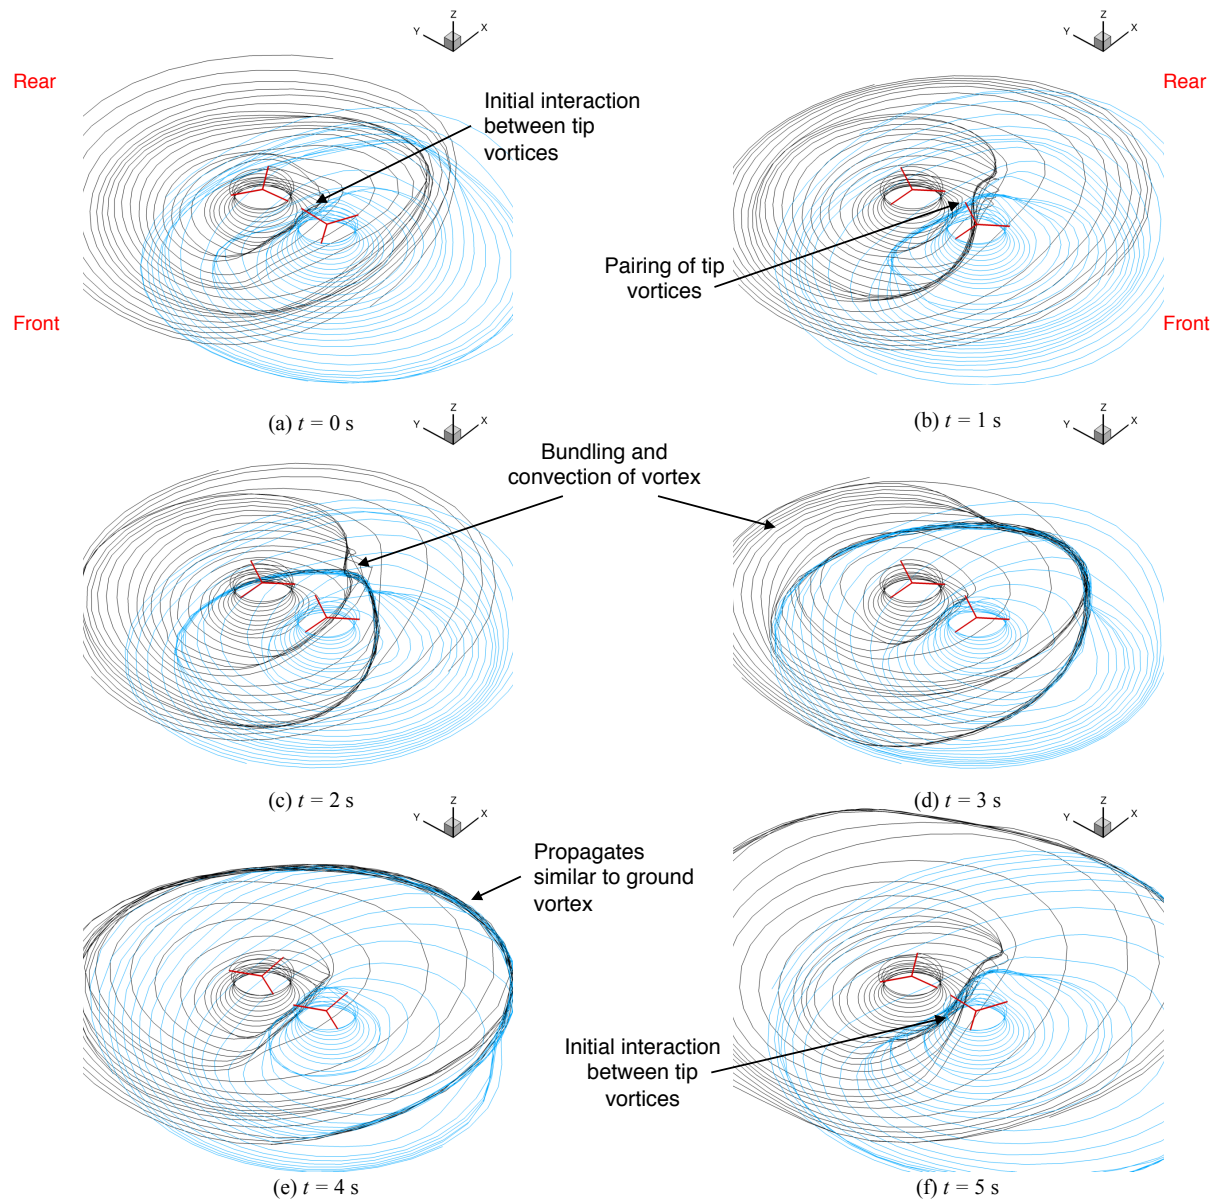 Z
Y
X
Z
Y
X
Rear
Rear
Initial interaction
between tip
vortices
Pairing of tip
vortices
Front
Front
(a) t = 0 s
(b) t = 1 s
Z
Y
X
Z
Y
X
Bundling and
convection of vortex
(c) t = 2 s
(d) t = 3 s
Z
Y
X
Z
Y
X
Propagates
similar to ground
vortex
Initial interaction
between tip
vortices
(e) t = 4 s
(f) t = 5 s